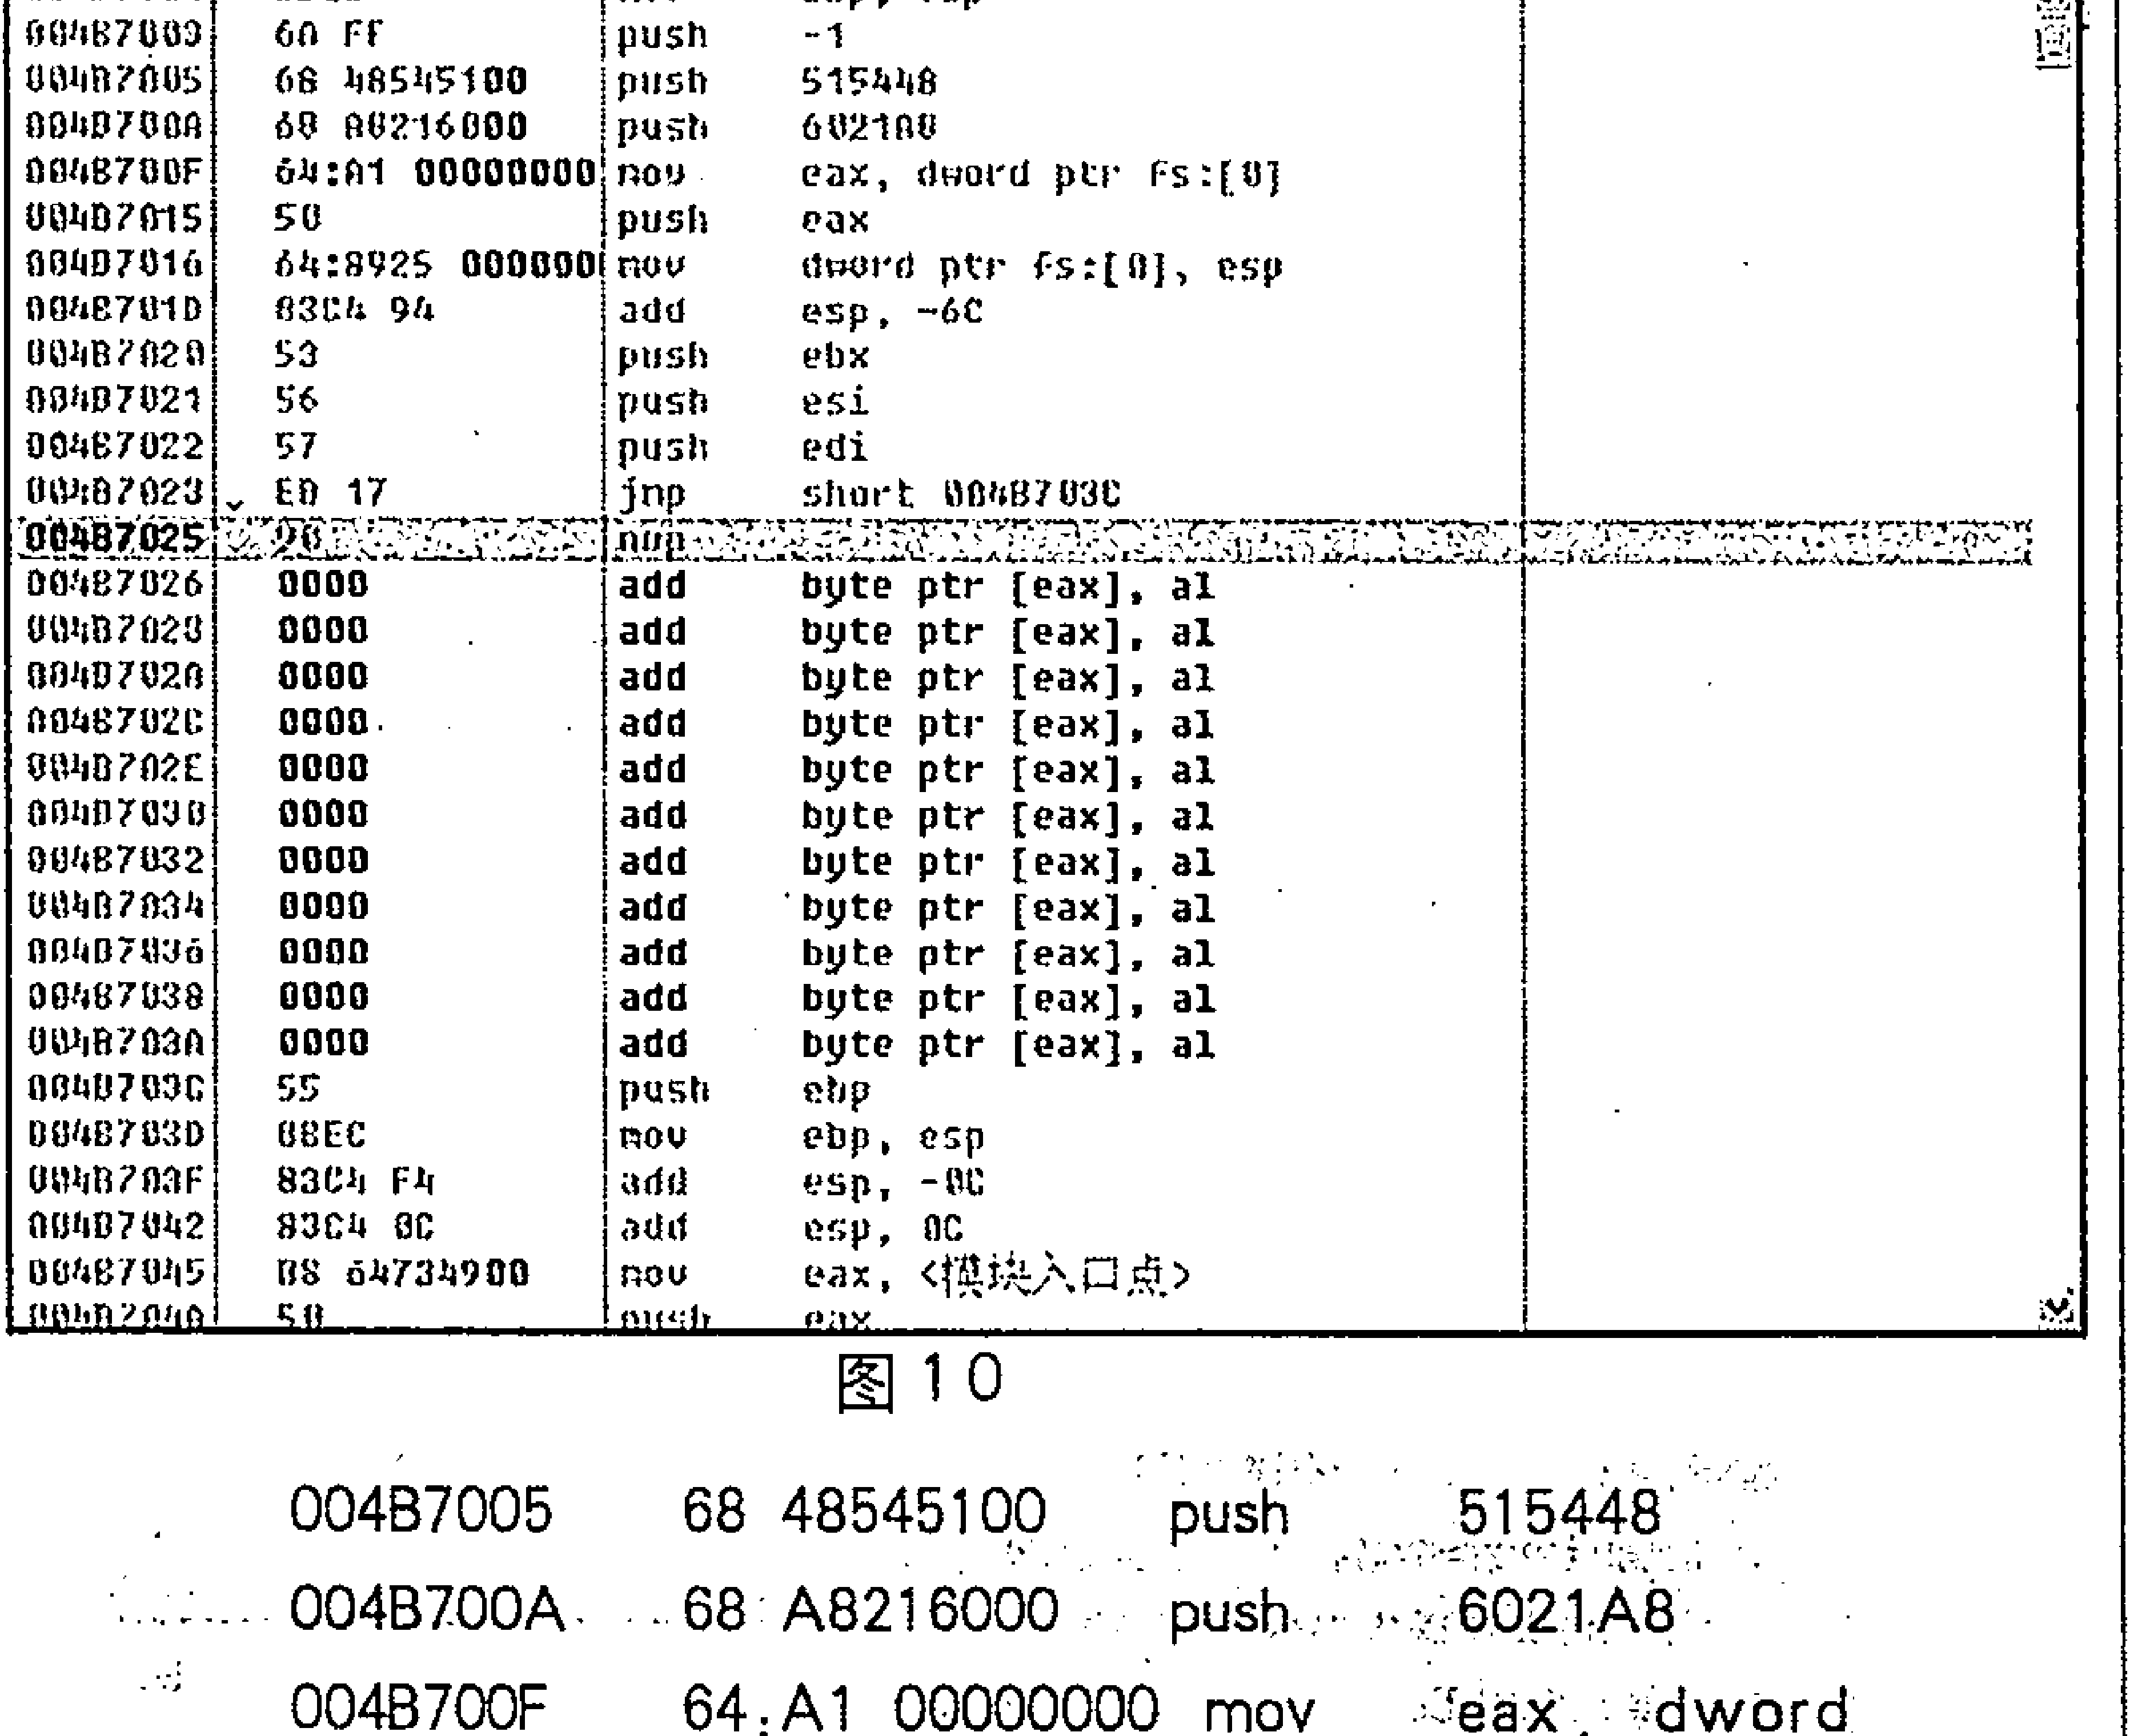 004B7003 6A FF push -1
004B7005 68 48545100 push 515448
004B700A 68 A8216000 push 6021A8
004B700F 64:A1 00000000 mov eax, dword ptr fs:[0]
004B7015 50 push eax
004B7016 64:8925 000000 mov dword ptr fs:[0], esp
004B701D 83C4 94 add esp, -6C
004B7020 53 push ebx
004B7021 56 push esi
004B7022 57 push edi
004B7023 EB 17 jmp short 004B703C
004B7025 90 nop
004B7026 0000 add byte ptr [eax], al
004B7028 0000 add byte ptr [eax], al
004B702A 0000 add byte ptr [eax], al
004B702C 0000 add byte ptr [eax], al
004B702E 0000 add byte ptr [eax], al
004B7030 0000 add byte ptr [eax], al
004B7032 0000 add byte ptr [eax], al
004B7034 0000 add byte ptr [eax], al
004B7036 0000 add byte ptr [eax], al
004B7038 0000 add byte ptr [eax], al
004B703A 0000 add byte ptr [eax], al
004B703C 55 push ebp
004B703D 8BEC mov ebp, esp
004B703F 83C4 F4 add esp, -0C
004B7042 83C4 0C add esp, 0C
004B7045 B8 64734900 mov eax, <模块入口点>
004B704A 50 push eax
图10
004B7005 68 48545100 push 515448
004B700A 68 A8216000 push 6021A8
004B700F 64:A1 00000000 mov eax, dword